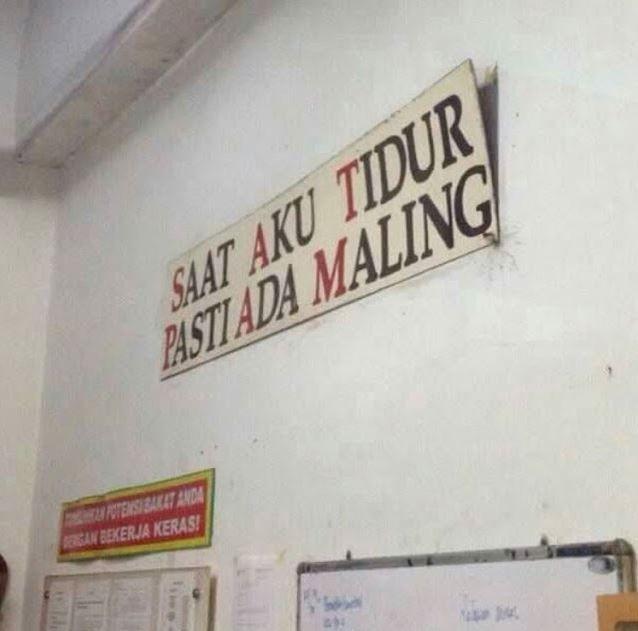 SAAT AKU TIDUR
PASTI ADA MALING
POTENSI BAKAT ANDA
DENGAN BEKERJA KERAS!